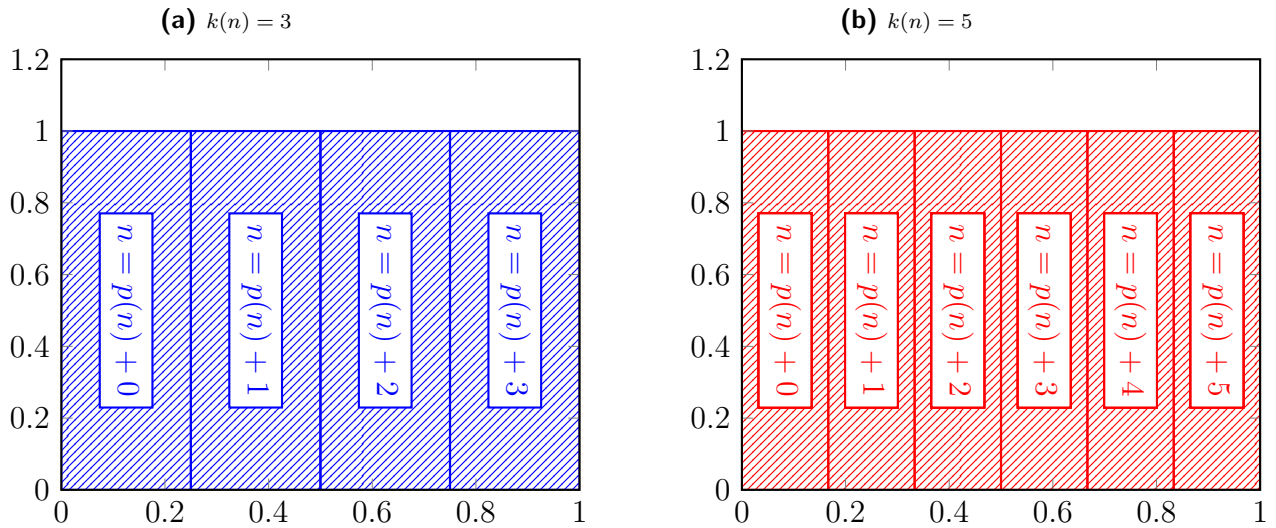 (a) k(n) = 3
1.2
1
0.8
0.6
0.4
0.2
0
n = p(n) + 0
n = p(n) + 1
n = p(n) + 2
n = p(n) + 3
0 0.2 0.4 0.6 0.8 1
(b) k(n) = 5
1.2
1
0.8
0.6
0.4
0.2
0
n = p(n) + 0
n = p(n) + 1
n = p(n) + 2
n = p(n) + 3
n = p(n) + 4
n = p(n) + 5
0 0.2 0.4 0.6 0.8 1